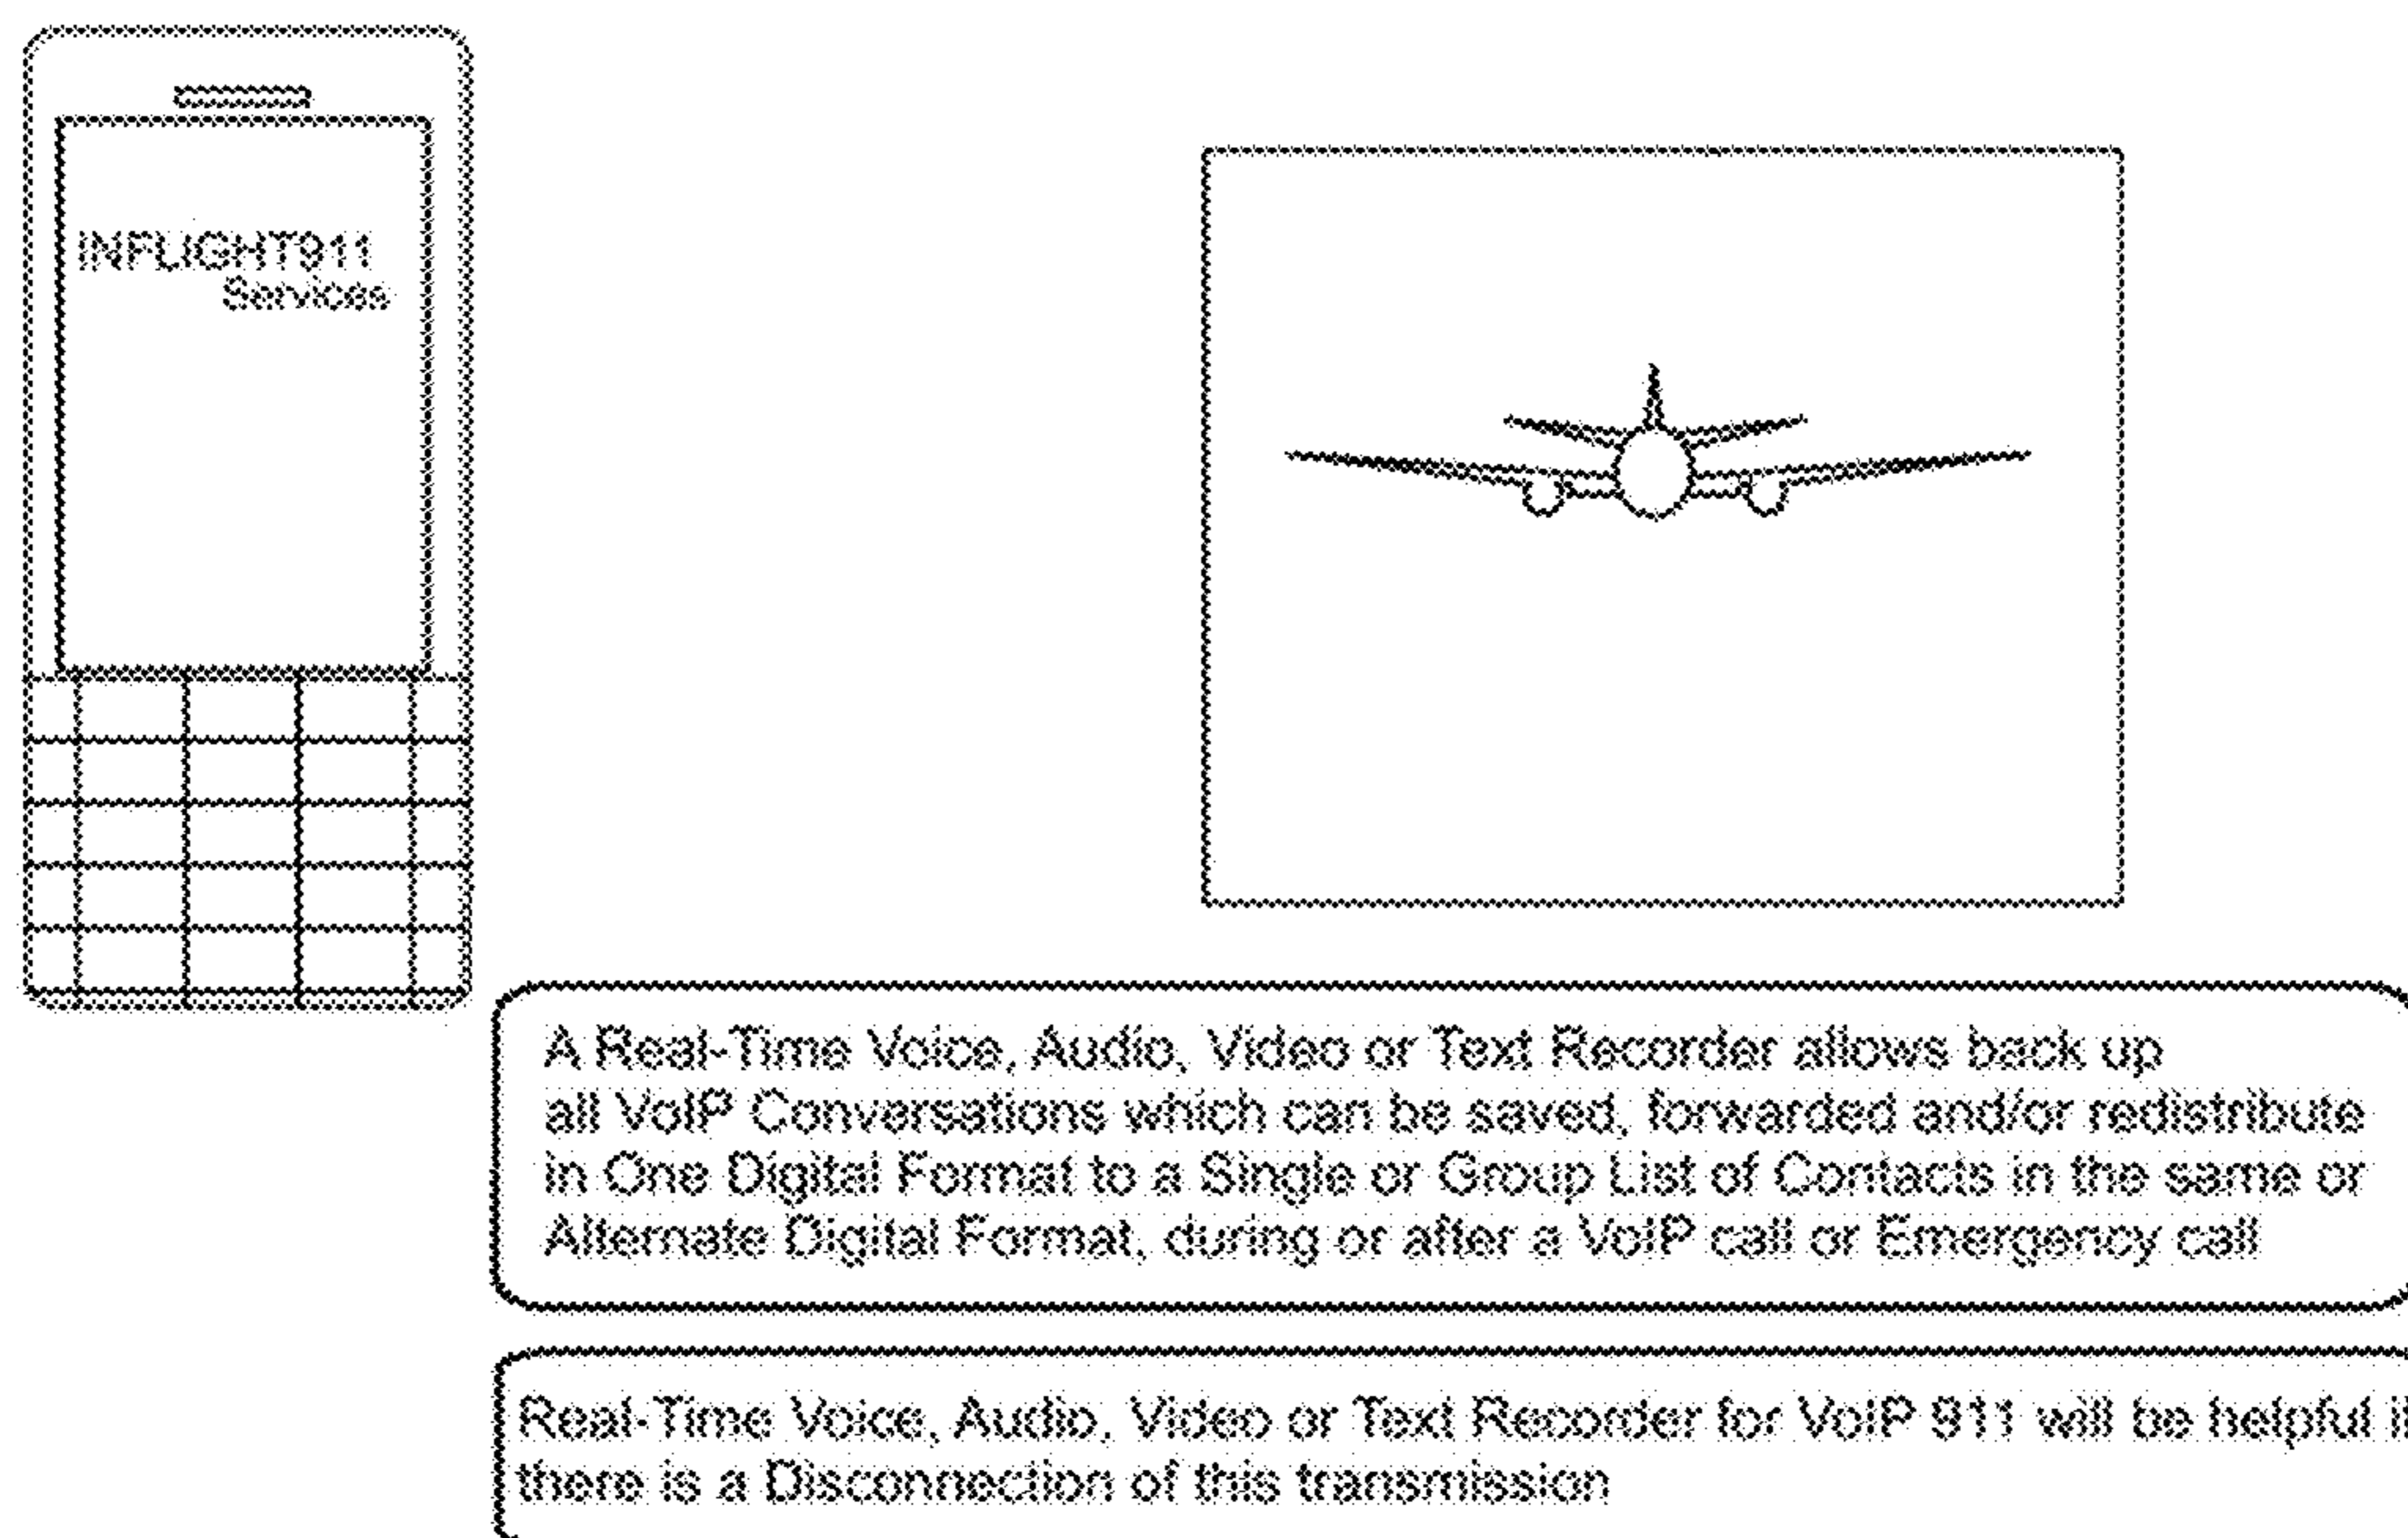 INFLIGHT911
Services
A Real-Time Voice, Audio, Video or Text Recorder allows back up
all VoIP Conversations which can be saved, forwarded and/or redistribute
in One Digital Format to a Single or Group List of Contacts in the same or
Alternate Digital Format, during or after a VoIP call or Emergency call
Real-Time Voice, Audio, Video or Text Recorder for VoIP 911 will be helpful
there is a Disconnection of this transmission